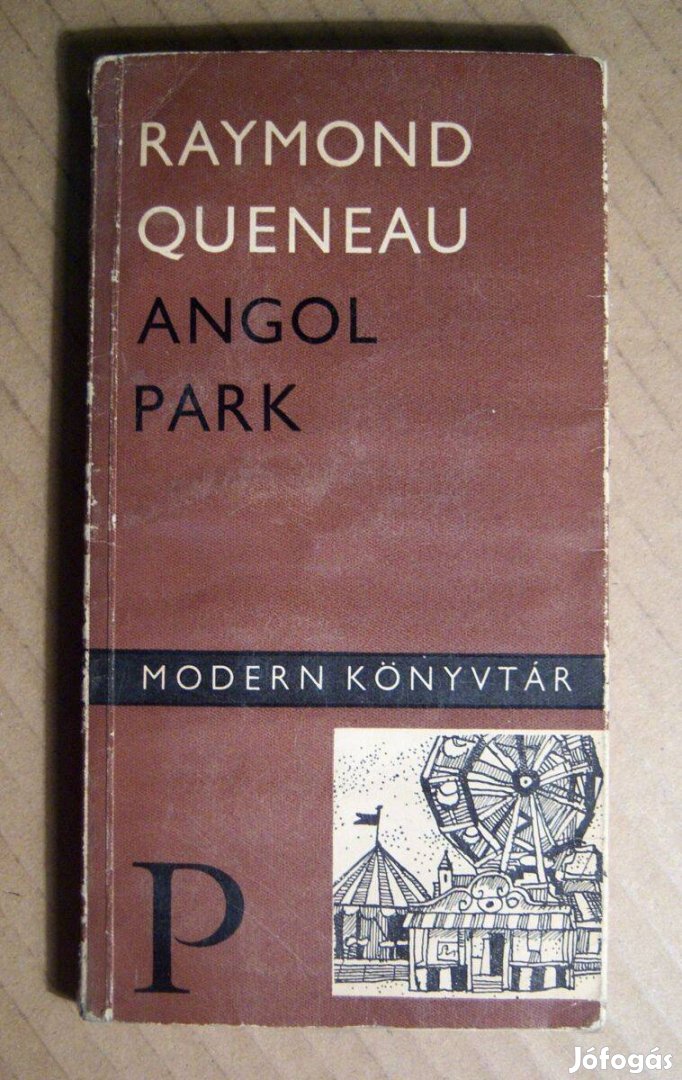 RAYMOND
QUENEAU
ANGOL
PARK
MODERN KÖNYVTÁR
P
Jófogás